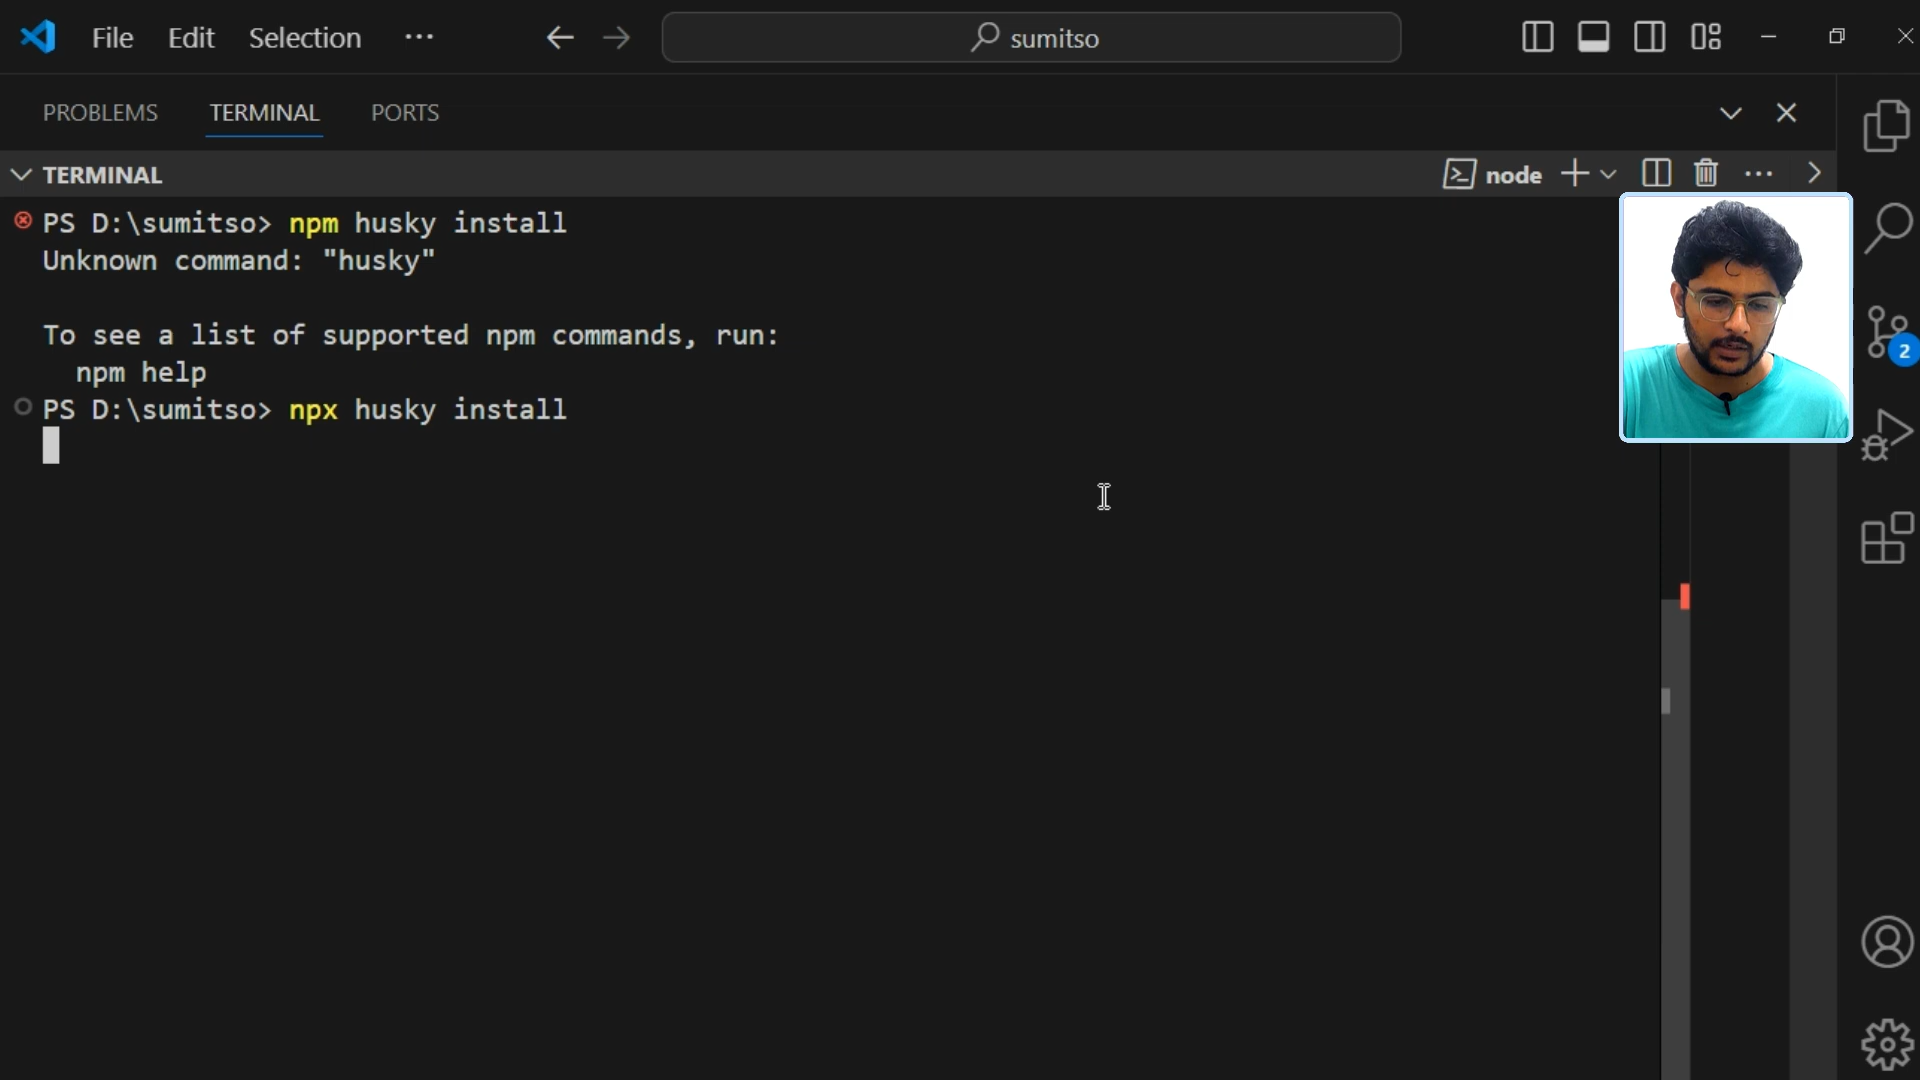 File Edit Selection ··· sumitso
PROBLEMS TERMINAL PORTS
TERMINAL node
PS D:\sumitso> npm husky install
Unknown command: "husky"
To see a list of supported npm commands, run:
npm help
PS D:\sumitso> npx husky install
2